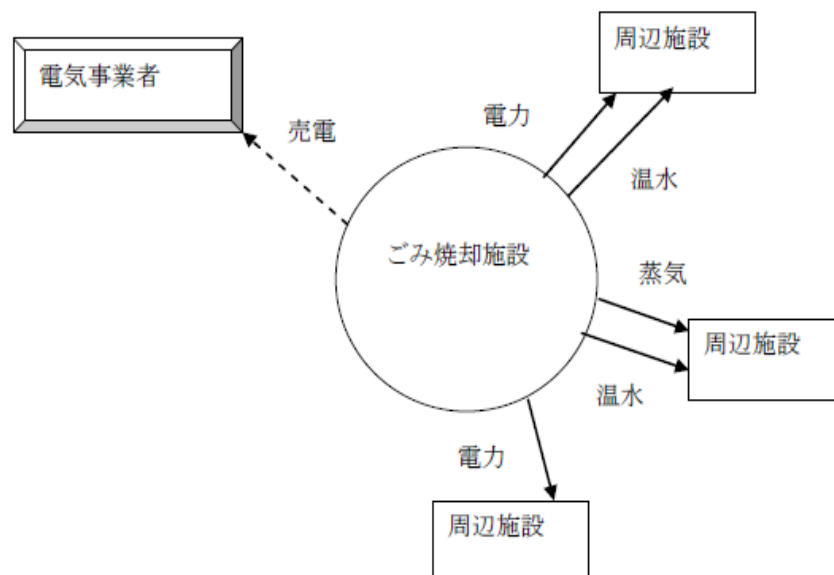 周辺施設
電気事業者
売電
電力
温水
ごみ焼却施設
蒸気
周辺施設
温水
電力
周辺施設